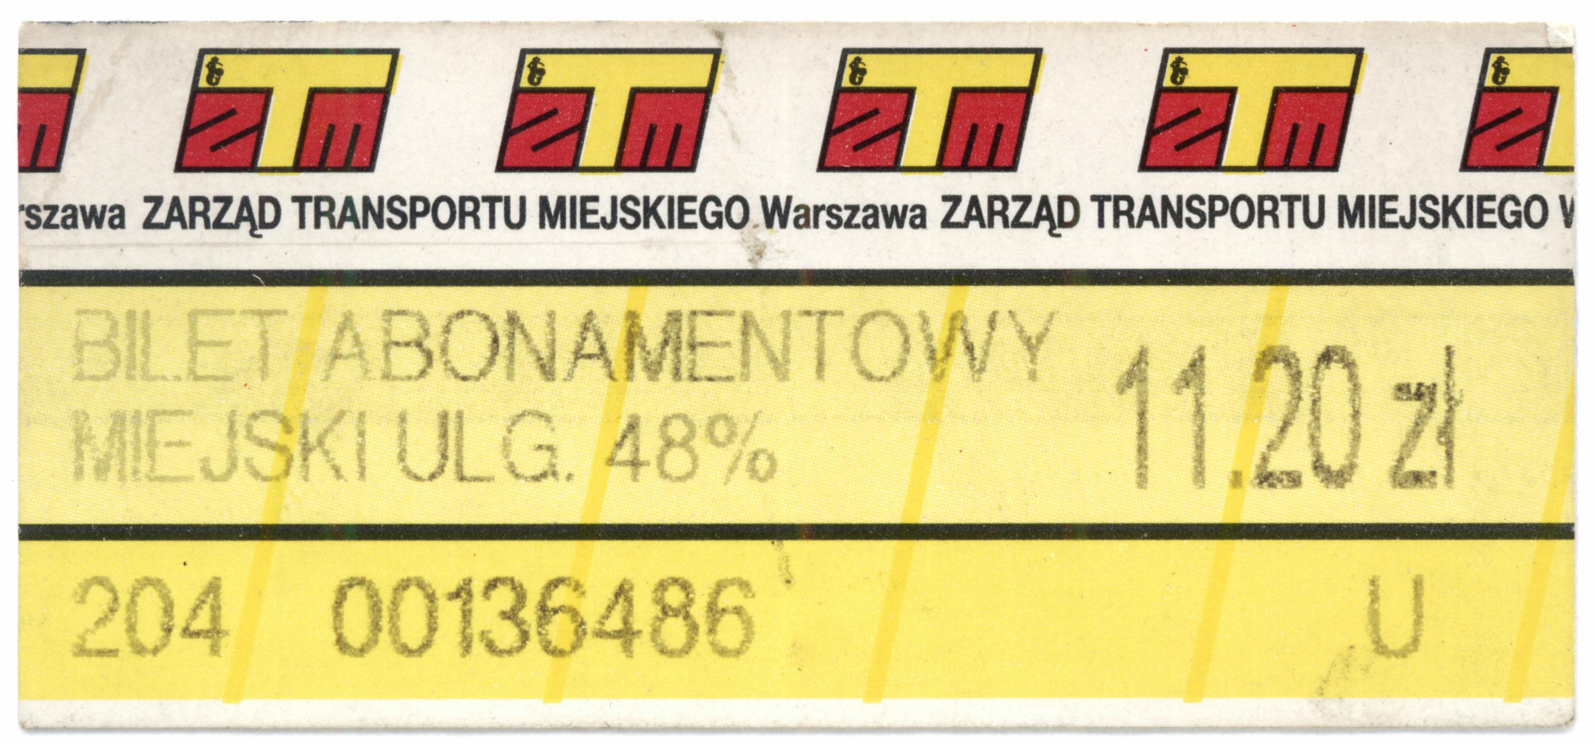 ZTM ZTM ZTM ZTM
rszawa ZARZĄD TRANSPORTU MIEJSKIEGO Warszawa ZARZĄD TRANSPORTU MIEJSKIEGO W
BILET ABONAMENTOWY
MIEJSKI ULG. 48%
11.20 zł
204 00136486 U